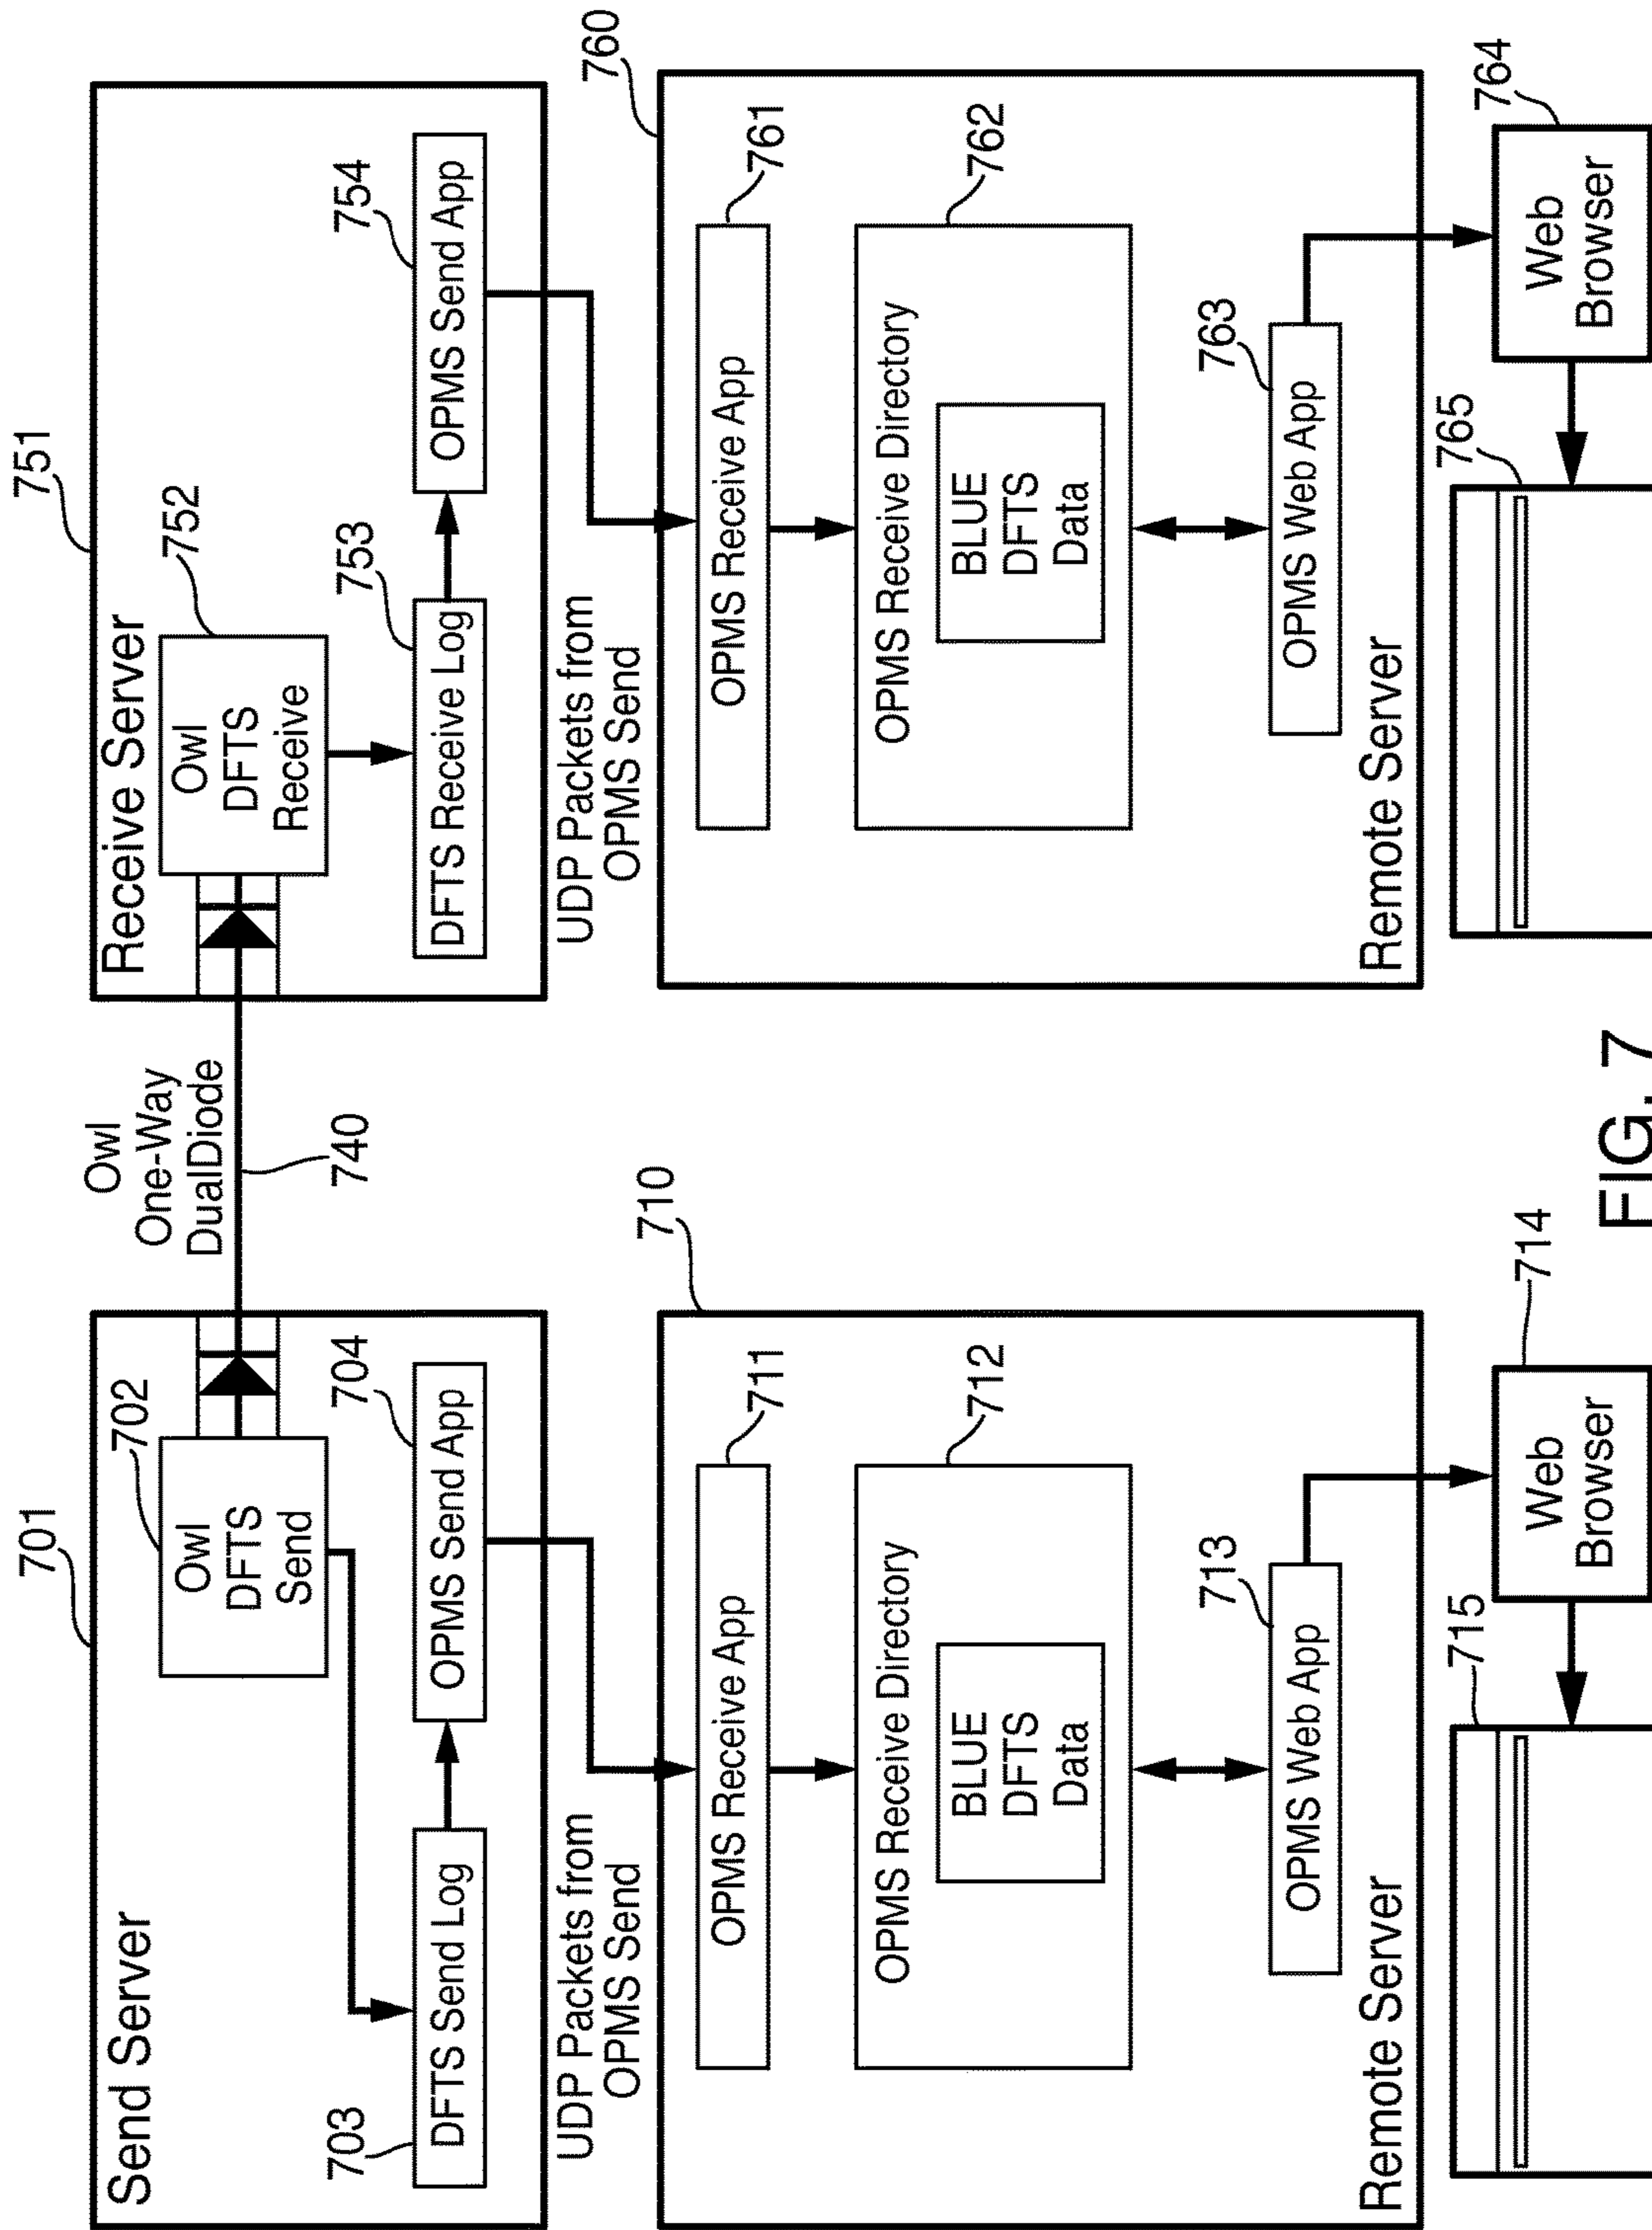 Send Server
701
702
Owl
DFTS
Send
703
DFTS Send Log
704
OPMS Send App
Owl
One-Way
DualDiode
740
Receive Server
751
752
Owl
DFTS
Receive
753
DFTS Receive Log
754
OPMS Send App
UDP Packets from
OPMS Send
710
711
OPMS Receive App
712
OPMS Receive Directory
BLUE
DFTS
Data
713
OPMS Web App
Remote Server
714
Web
Browser
715
UDP Packets from
OPMS Send
760
761
OPMS Receive App
762
OPMS Receive Directory
BLUE
DFTS
Data
763
OPMS Web App
Remote Server
764
Web
Browser
765
FIG. 7